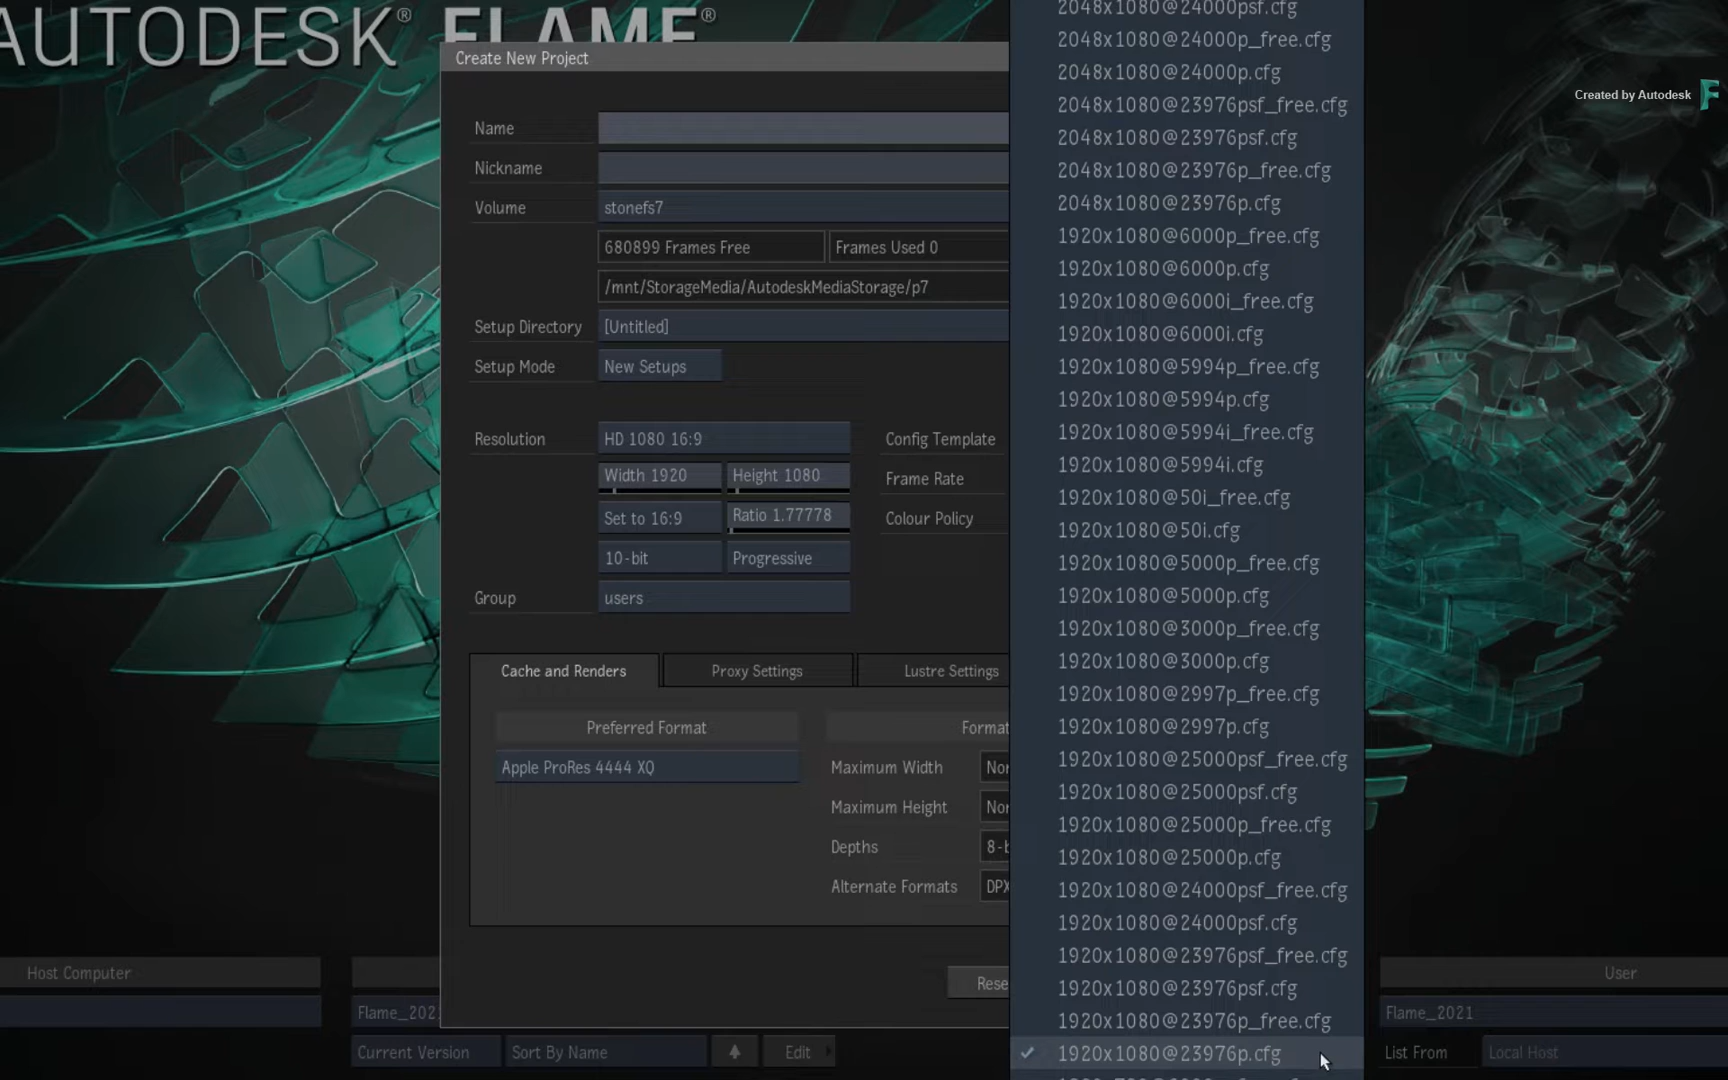 AUTODESK® FLAME®
Create New Project
Created by Autodesk
Name
Nickname
Volume stonefs7
680899 Frames Free Frames Used 0
/mnt/StorageMedia/AutodeskMediaStorage/p7
Setup Directory [Untitled]
Setup Mode New Setups
Resolution HD 1080 16:9 Config Template
Width 1920 Height 1080 Frame Rate
Set to 16:9 Ratio 1.77778 Colour Policy
10-bit Progressive
Group users
Cache and Renders Proxy Settings Lustre Settings
Preferred Format Format
Apple ProRes 4444 XQ Maximum Width
Maximum Height
Depths
Alternate Formats DPX
Rese
2048x1080@24000psf.cfg
2048x1080@24000p_free.cfg
2048x1080@24000p.cfg
2048x1080@23976psf_free.cfg
2048x1080@23976psf.cfg
2048x1080@23976p_free.cfg
2048x1080@23976p.cfg
1920x1080@6000p_free.cfg
1920x1080@6000p.cfg
1920x1080@6000i_free.cfg
1920x1080@6000i.cfg
1920x1080@5994p_free.cfg
1920x1080@5994p.cfg
1920x1080@5994i_free.cfg
1920x1080@5994i.cfg
1920x1080@50i_free.cfg
1920x1080@50i.cfg
1920x1080@5000p_free.cfg
1920x1080@5000p.cfg
1920x1080@3000p_free.cfg
1920x1080@3000p.cfg
1920x1080@2997p_free.cfg
1920x1080@2997p.cfg
1920x1080@25000psf_free.cfg
1920x1080@25000psf.cfg
1920x1080@25000p_free.cfg
1920x1080@25000p.cfg
1920x1080@24000psf_free.cfg
1920x1080@24000psf.cfg
1920x1080@23976psf_free.cfg
1920x1080@23976psf.cfg
1920x1080@23976p_free.cfg
1920x1080@23976p.cfg
Host Computer User
Flame_202 Flame_2021
Current Version Sort By Name Edit List From Local Host